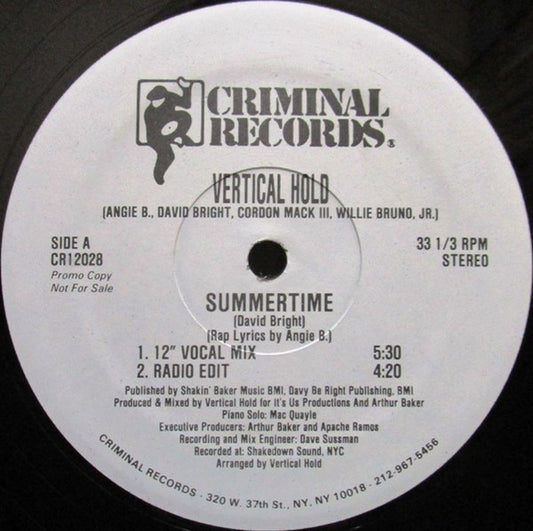 CRIMINAL
RECORDS®
VERTICAL HOLD
(ANGIE B., DAVID BRIGHT, CORDON MACK III, WILLIE BRUNO, JR.)
SIDE A
CR12028
Promo Copy
Not For Sale
33 1/3 RPM
STEREO
SUMMERTIME
(David Bright)
(Rap Lyrics by Angie B.)
1. 12" VOCAL MIX 5:30
2. RADIO EDIT 4:20
Published by Shakin' Baker Music BMI, Davy Be Right Publishing, BMI
Produced & Mixed by Vertical Hold for It's Us Productions And Arthur Baker
Piano Solo: Mac Quayle
Executive Producers: Arthur Baker and Apache Ramos
Recording and Mix Engineer: Dave Sussman
Recorded at: Shakedown Sound, NYC
Arranged by Vertical Hold
CRIMINAL RECORDS · 320 W. 37th St., NY, NY 10018 · 212-967-5456